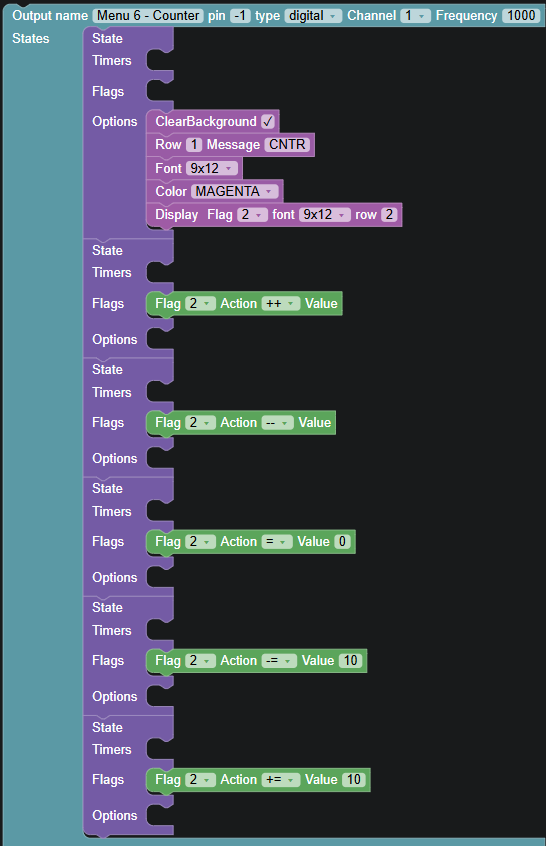 Output name Menu 6 - Counter pin -1 type digital Channel 1 Frequency 1000
States State
Timers
Flags
Options ClearBackground ✓
Row 1 Message CNTR
Font 9x12
Color MAGENTA
Display Flag 2 font 9x12 row 2
State
Timers
Flags Flag 2 Action ++ Value
Options
State
Timers
Flags Flag 2 Action -- Value
Options
State
Timers
Flags Flag 2 Action = Value 0
Options
State
Timers
Flags Flag 2 Action -= Value 10
Options
State
Timers
Flags Flag 2 Action += Value 10
Options